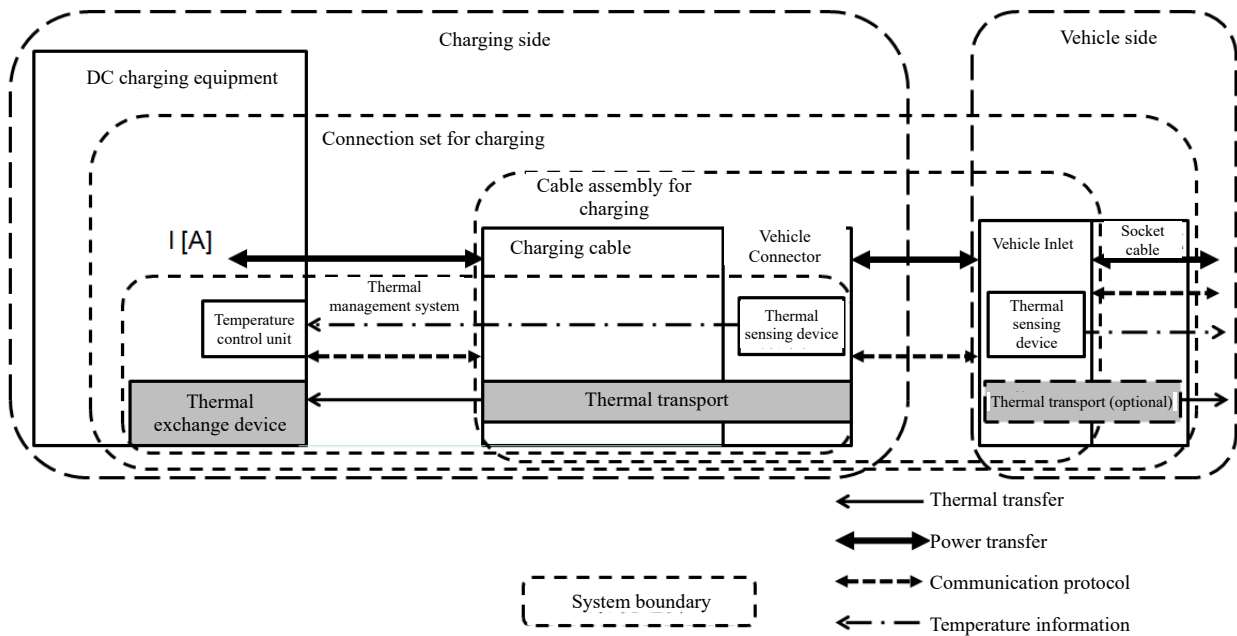 Charging side
Vehicle side
DC charging equipment
Connection set for charging
Cable assembly for
charging
I [A]
Charging cable
Vehicle
Connector
Vehicle Inlet
Socket
cable
Thermal
management system
Temperature
control unit
Thermal
sensing device
Thermal
sensing
device
Thermal
exchange device
Thermal transport
Thermal transport (optional)
Thermal transfer
Power transfer
Communication protocol
Temperature information
System boundary